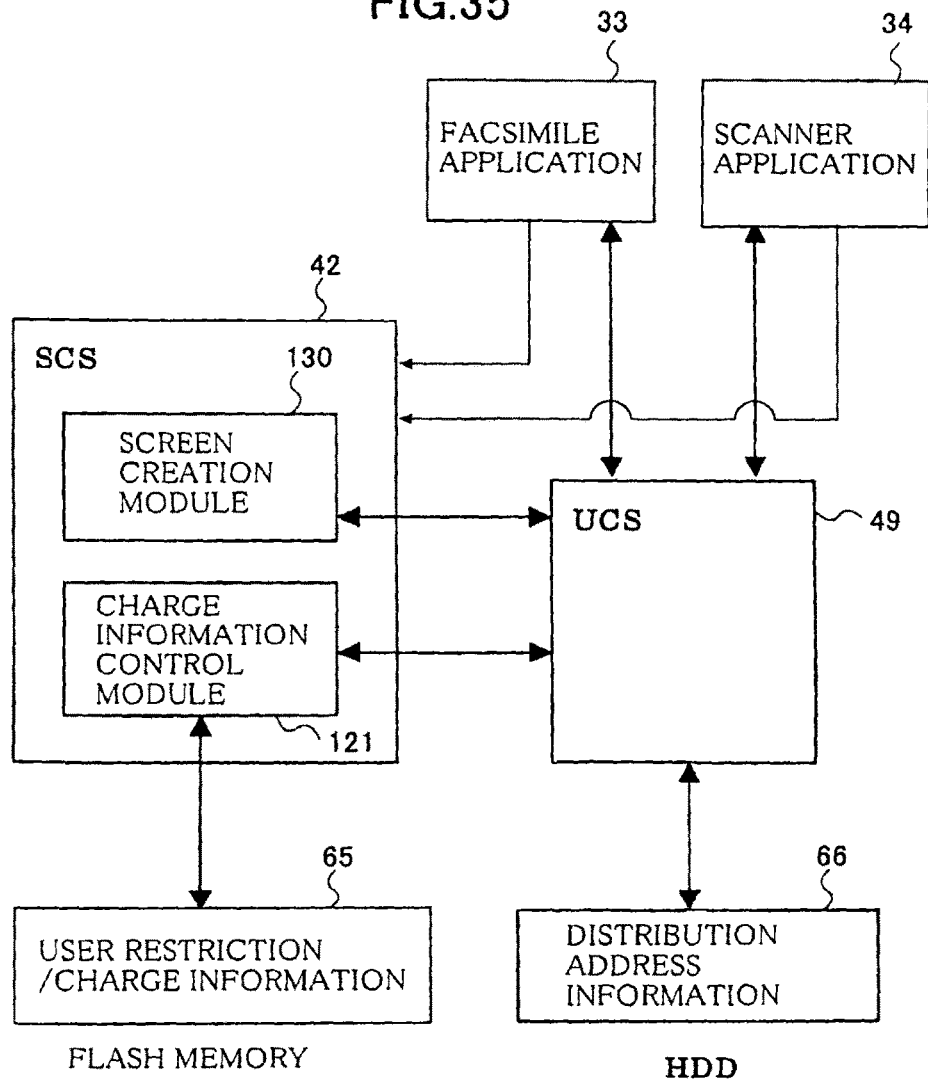 FIG.35
33
34
FACSIMILE
APPLICATION
SCANNER
APPLICATION
42
SCS
130
SCREEN
CREATION
MODULE
UCS
49
CHARGE
INFORMATION
CONTROL
MODULE
121
65
66
USER RESTRICTION
/CHARGE INFORMATION
DISTRIBUTION
ADDRESS
INFORMATION
FLASH MEMORY
HDD